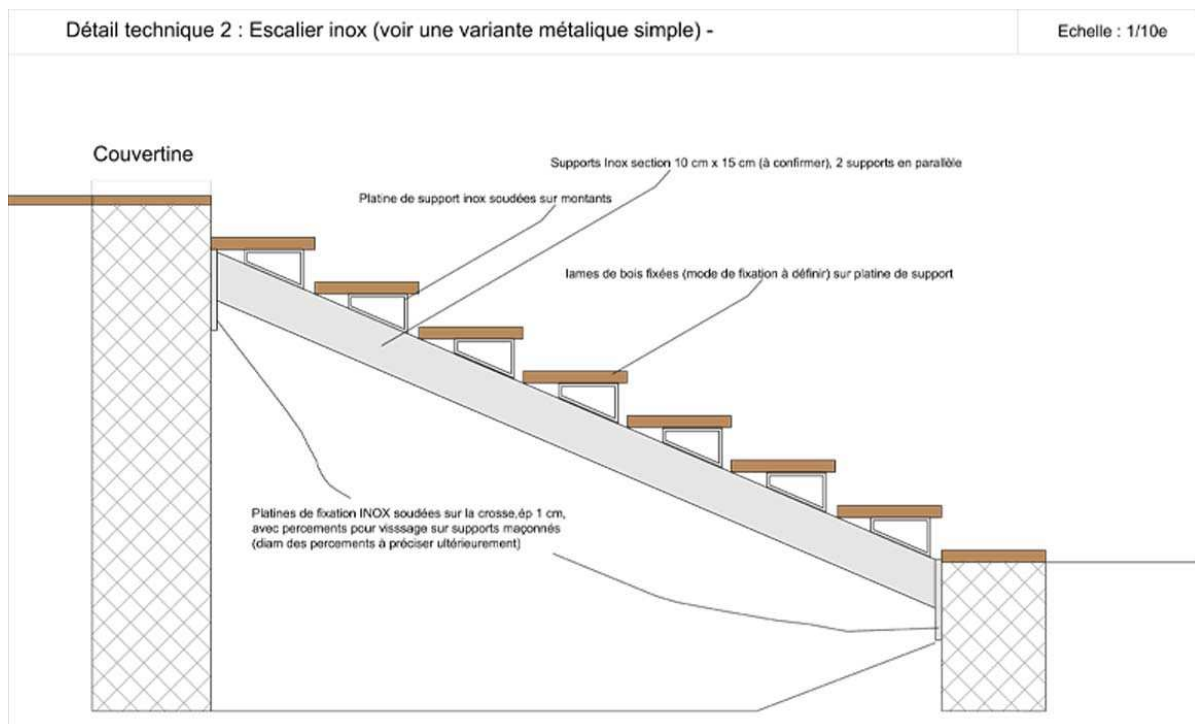 Détail technique 2 : Escalier inox (voir une variante métalique simple) -
Echelle : 1/10e
Couvertine
Supports Inox section 10 cm x 15 cm (à confirmer), 2 supports en parallèle
Platine de support inox soudées sur montants
lames de bois fixées (mode de fixation à définir) sur platine de support
Platines de fixation INOX soudées sur la crosse,ép 1 cm,
avec percements pour visssage sur supports maçonnés
(diam des percements à préciser ultérieurement)